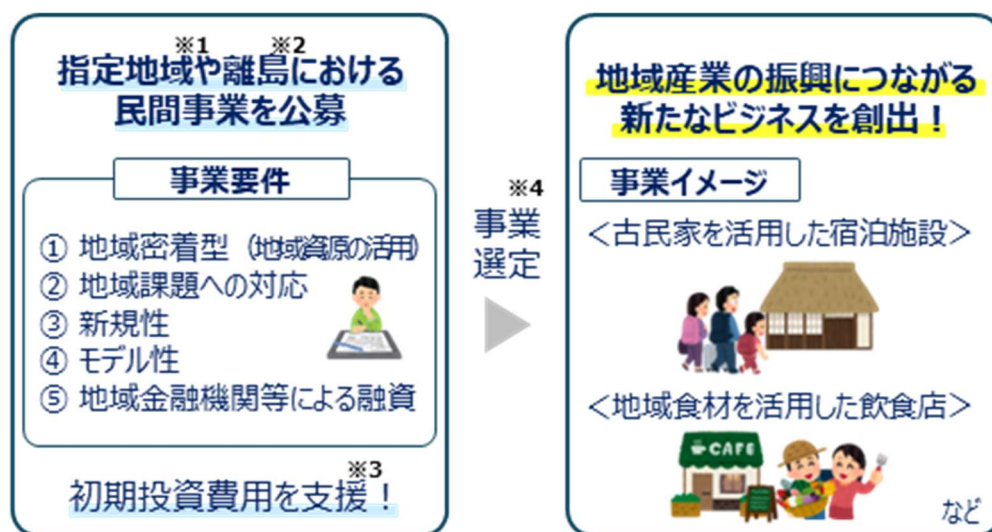 ※1 ※2
指定地域や離島における
民間事業を公募
事業要件
① 地域密着型（地域資源の活用）
② 地域課題への対応
③ 新規性
④ モデル性
⑤ 地域金融機関等による融資
※3
初期投資費用を支援！
※4
事業
選定
地域産業の振興につながる
新たなビジネスを創出！
事業イメージ
＜古民家を活用した宿泊施設＞
＜地域食材を活用した飲食店＞
CAFE
など